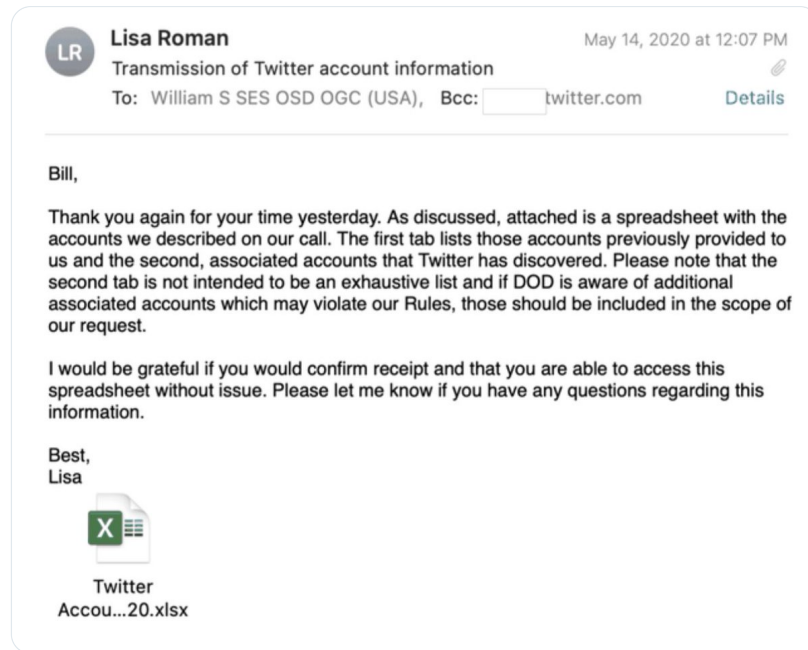 LR
Lisa Roman
May 14, 2020 at 12:07 PM
Transmission of Twitter account information
To: William S SES OSD OGC (USA), Bcc: twitter.com
Details
Bill,
Thank you again for your time yesterday. As discussed, attached is a spreadsheet with the
accounts we described on our call. The first tab lists those accounts previously provided to
us and the second, associated accounts that Twitter has discovered. Please note that the
second tab is not intended to be an exhaustive list and if DOD is aware of additional
associated accounts which may violate our Rules, those should be included in the scope of
our request.
I would be grateful if you would confirm receipt and that you are able to access this
spreadsheet without issue. Please let me know if you have any questions regarding this
information.
Best,
Lisa
X
Twitter
Accou...20.xlsx